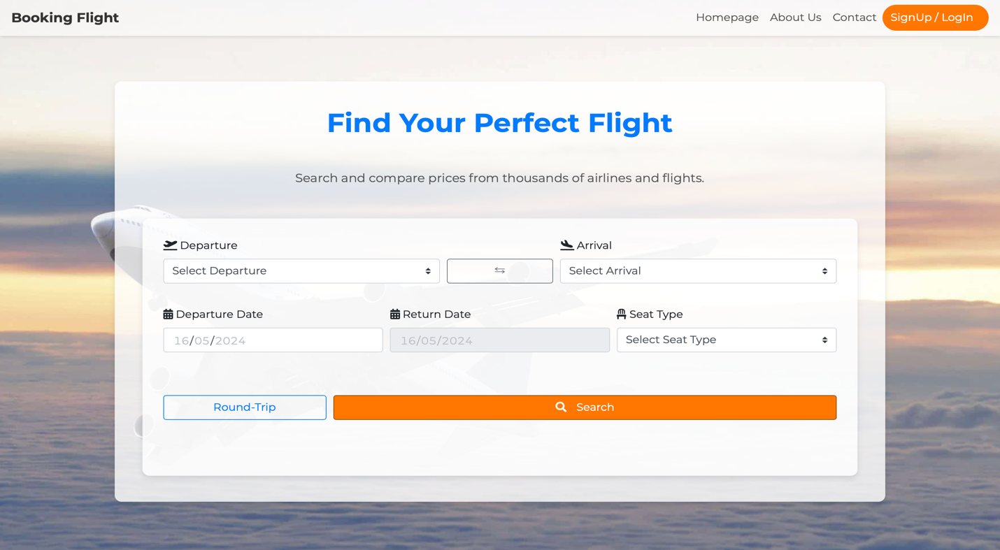 Booking Flight Homepage About Us Contact SignUp / LogIn
Find Your Perfect Flight
Search and compare prices from thousands of airlines and flights.
Departure Arrival
Select Departure ⇆ Select Arrival
Departure Date Return Date Seat Type
16/05/2024 16/05/2024 Select Seat Type
Round-Trip Search